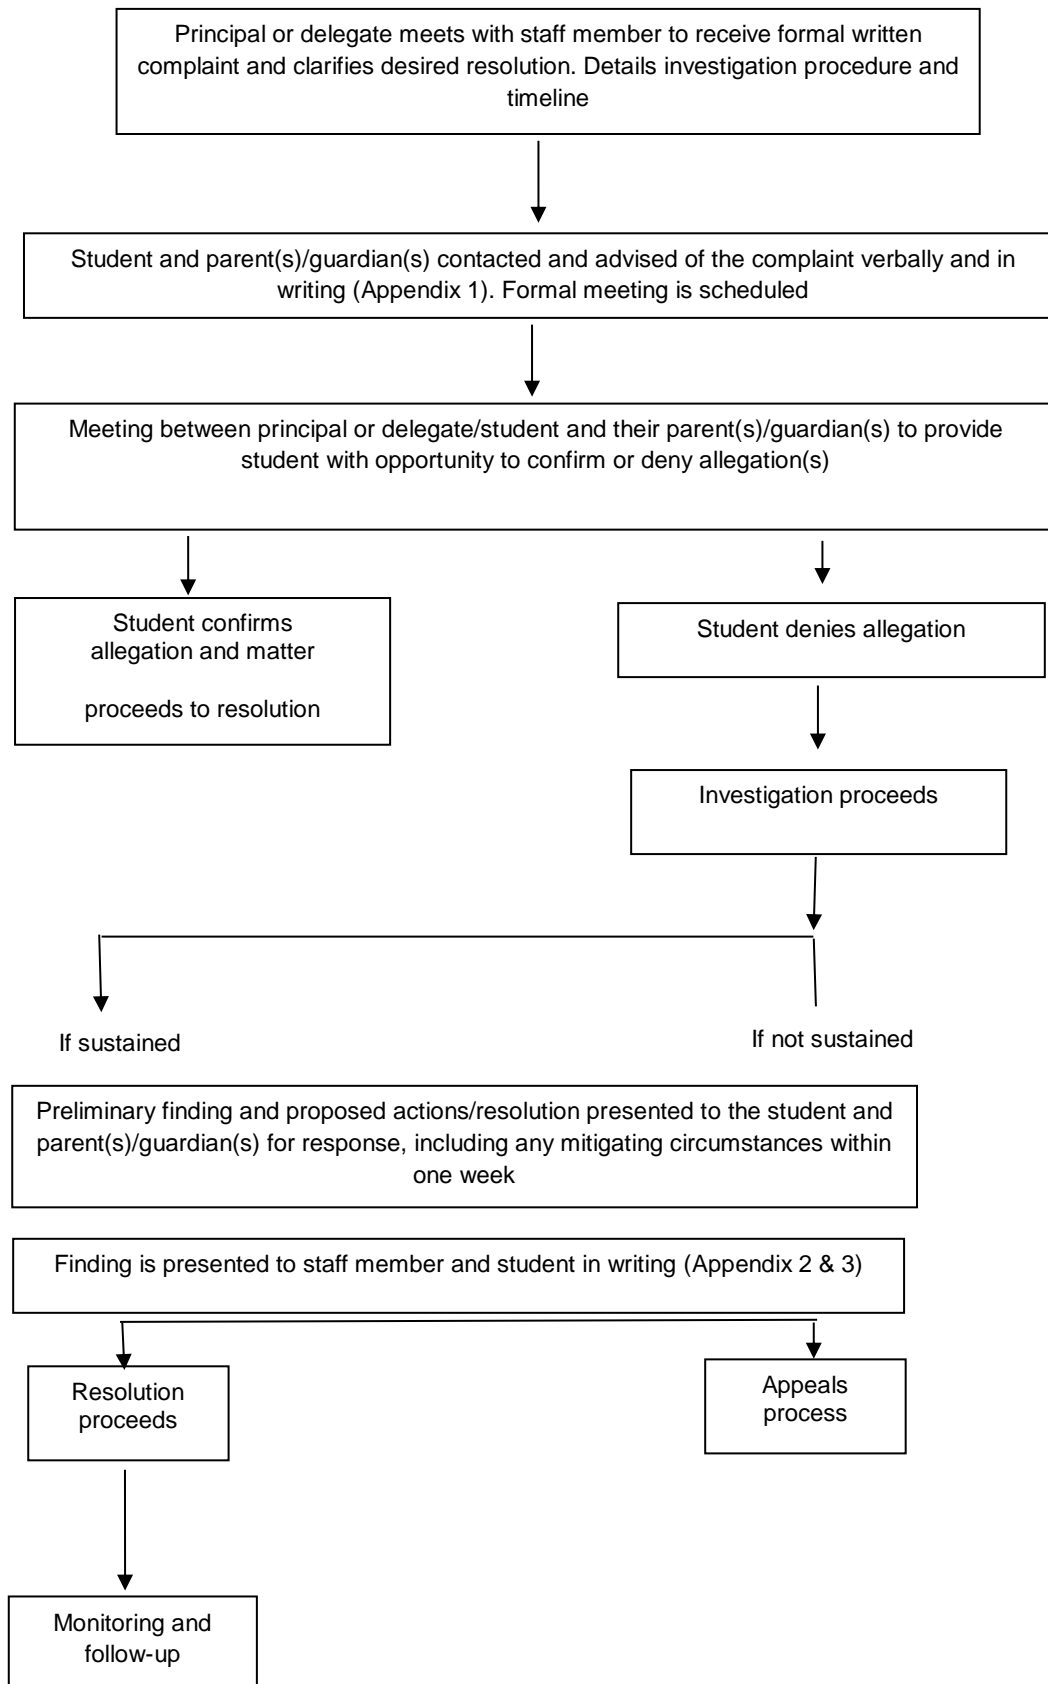 Principal or delegate meets with staff member to receive formal written
complaint and clarifies desired resolution. Details investigation procedure and
timeline
Student and parent(s)/guardian(s) contacted and advised of the complaint verbally and in
writing (Appendix 1). Formal meeting is scheduled
Meeting between principal or delegate/student and their parent(s)/guardian(s) to provide
student with opportunity to confirm or deny allegation(s)
Student confirms
allegation and matter
proceeds to resolution
Student denies allegation
Investigation proceeds
If sustained
If not sustained
Preliminary finding and proposed actions/resolution presented to the student and
parent(s)/guardian(s) for response, including any mitigating circumstances within
one week
Finding is presented to staff member and student in writing (Appendix 2 & 3)
Resolution
proceeds
Appeals
process
Monitoring and
follow-up